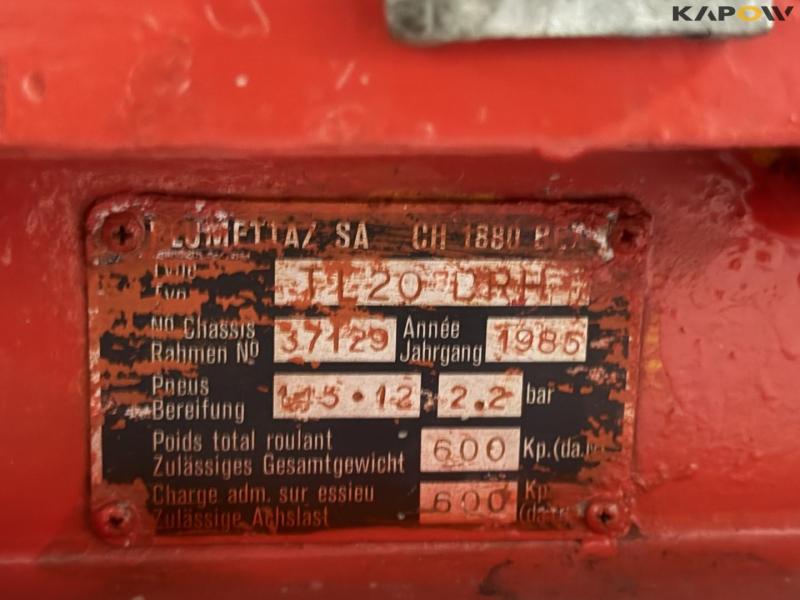 KAPOW
PLUMETTAZ SA CH 1880 BEX
Type
Typ TL20 DRH
No Chassis
Rahmen No 37129 Année
Jahrgang 1985
Pneus
Bereifung 145·12 2.2 bar
Poids total roulant
Zulässiges Gesamtgewicht 600 Kp.(da.
Charge adm. sur essieu
Zulässige Achslast 600 Kp